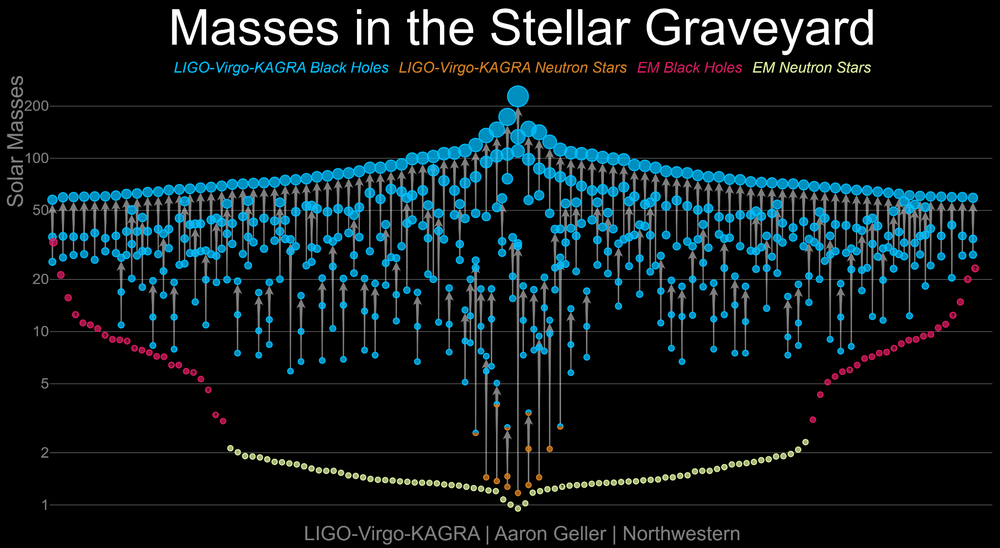 Masses in the Stellar Graveyard
LIGO-Virgo-KAGRA Black Holes LIGO-Virgo-KAGRA Neutron Stars EM Black Holes EM Neutron Stars
Solar Masses
200
100
50
20
10
5
2
1
LIGO-Virgo-KAGRA | Aaron Geller | Northwestern